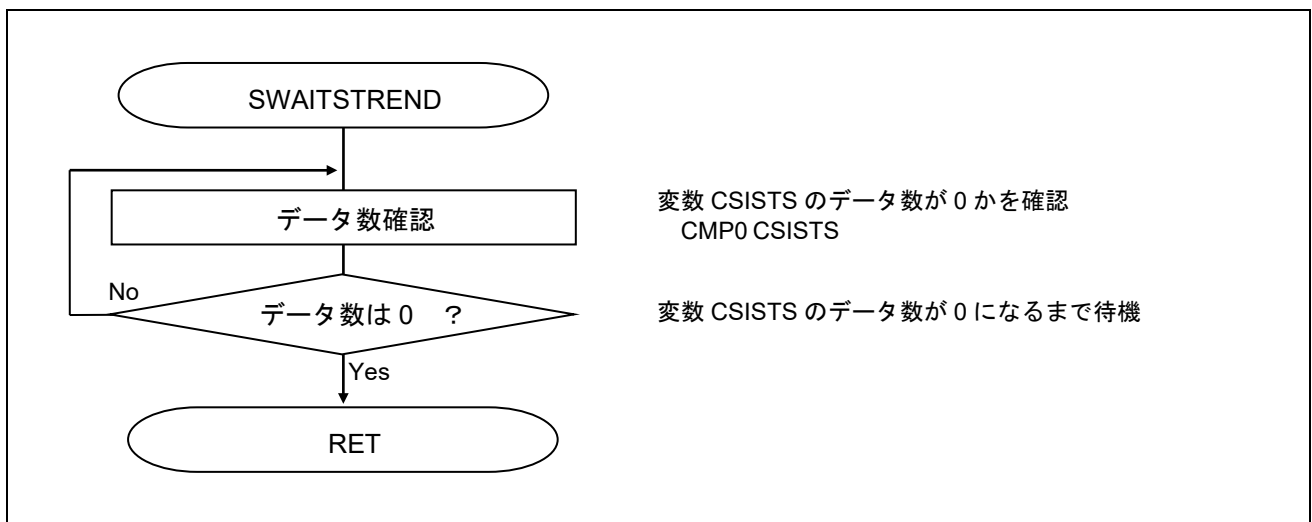 SWAITSTREND
データ数確認
変数 CSISTS のデータ数が 0 かを確認
CMP0 CSISTS
No
データ数は 0 ?
変数 CSISTS のデータ数が 0 になるまで待機
Yes
RET